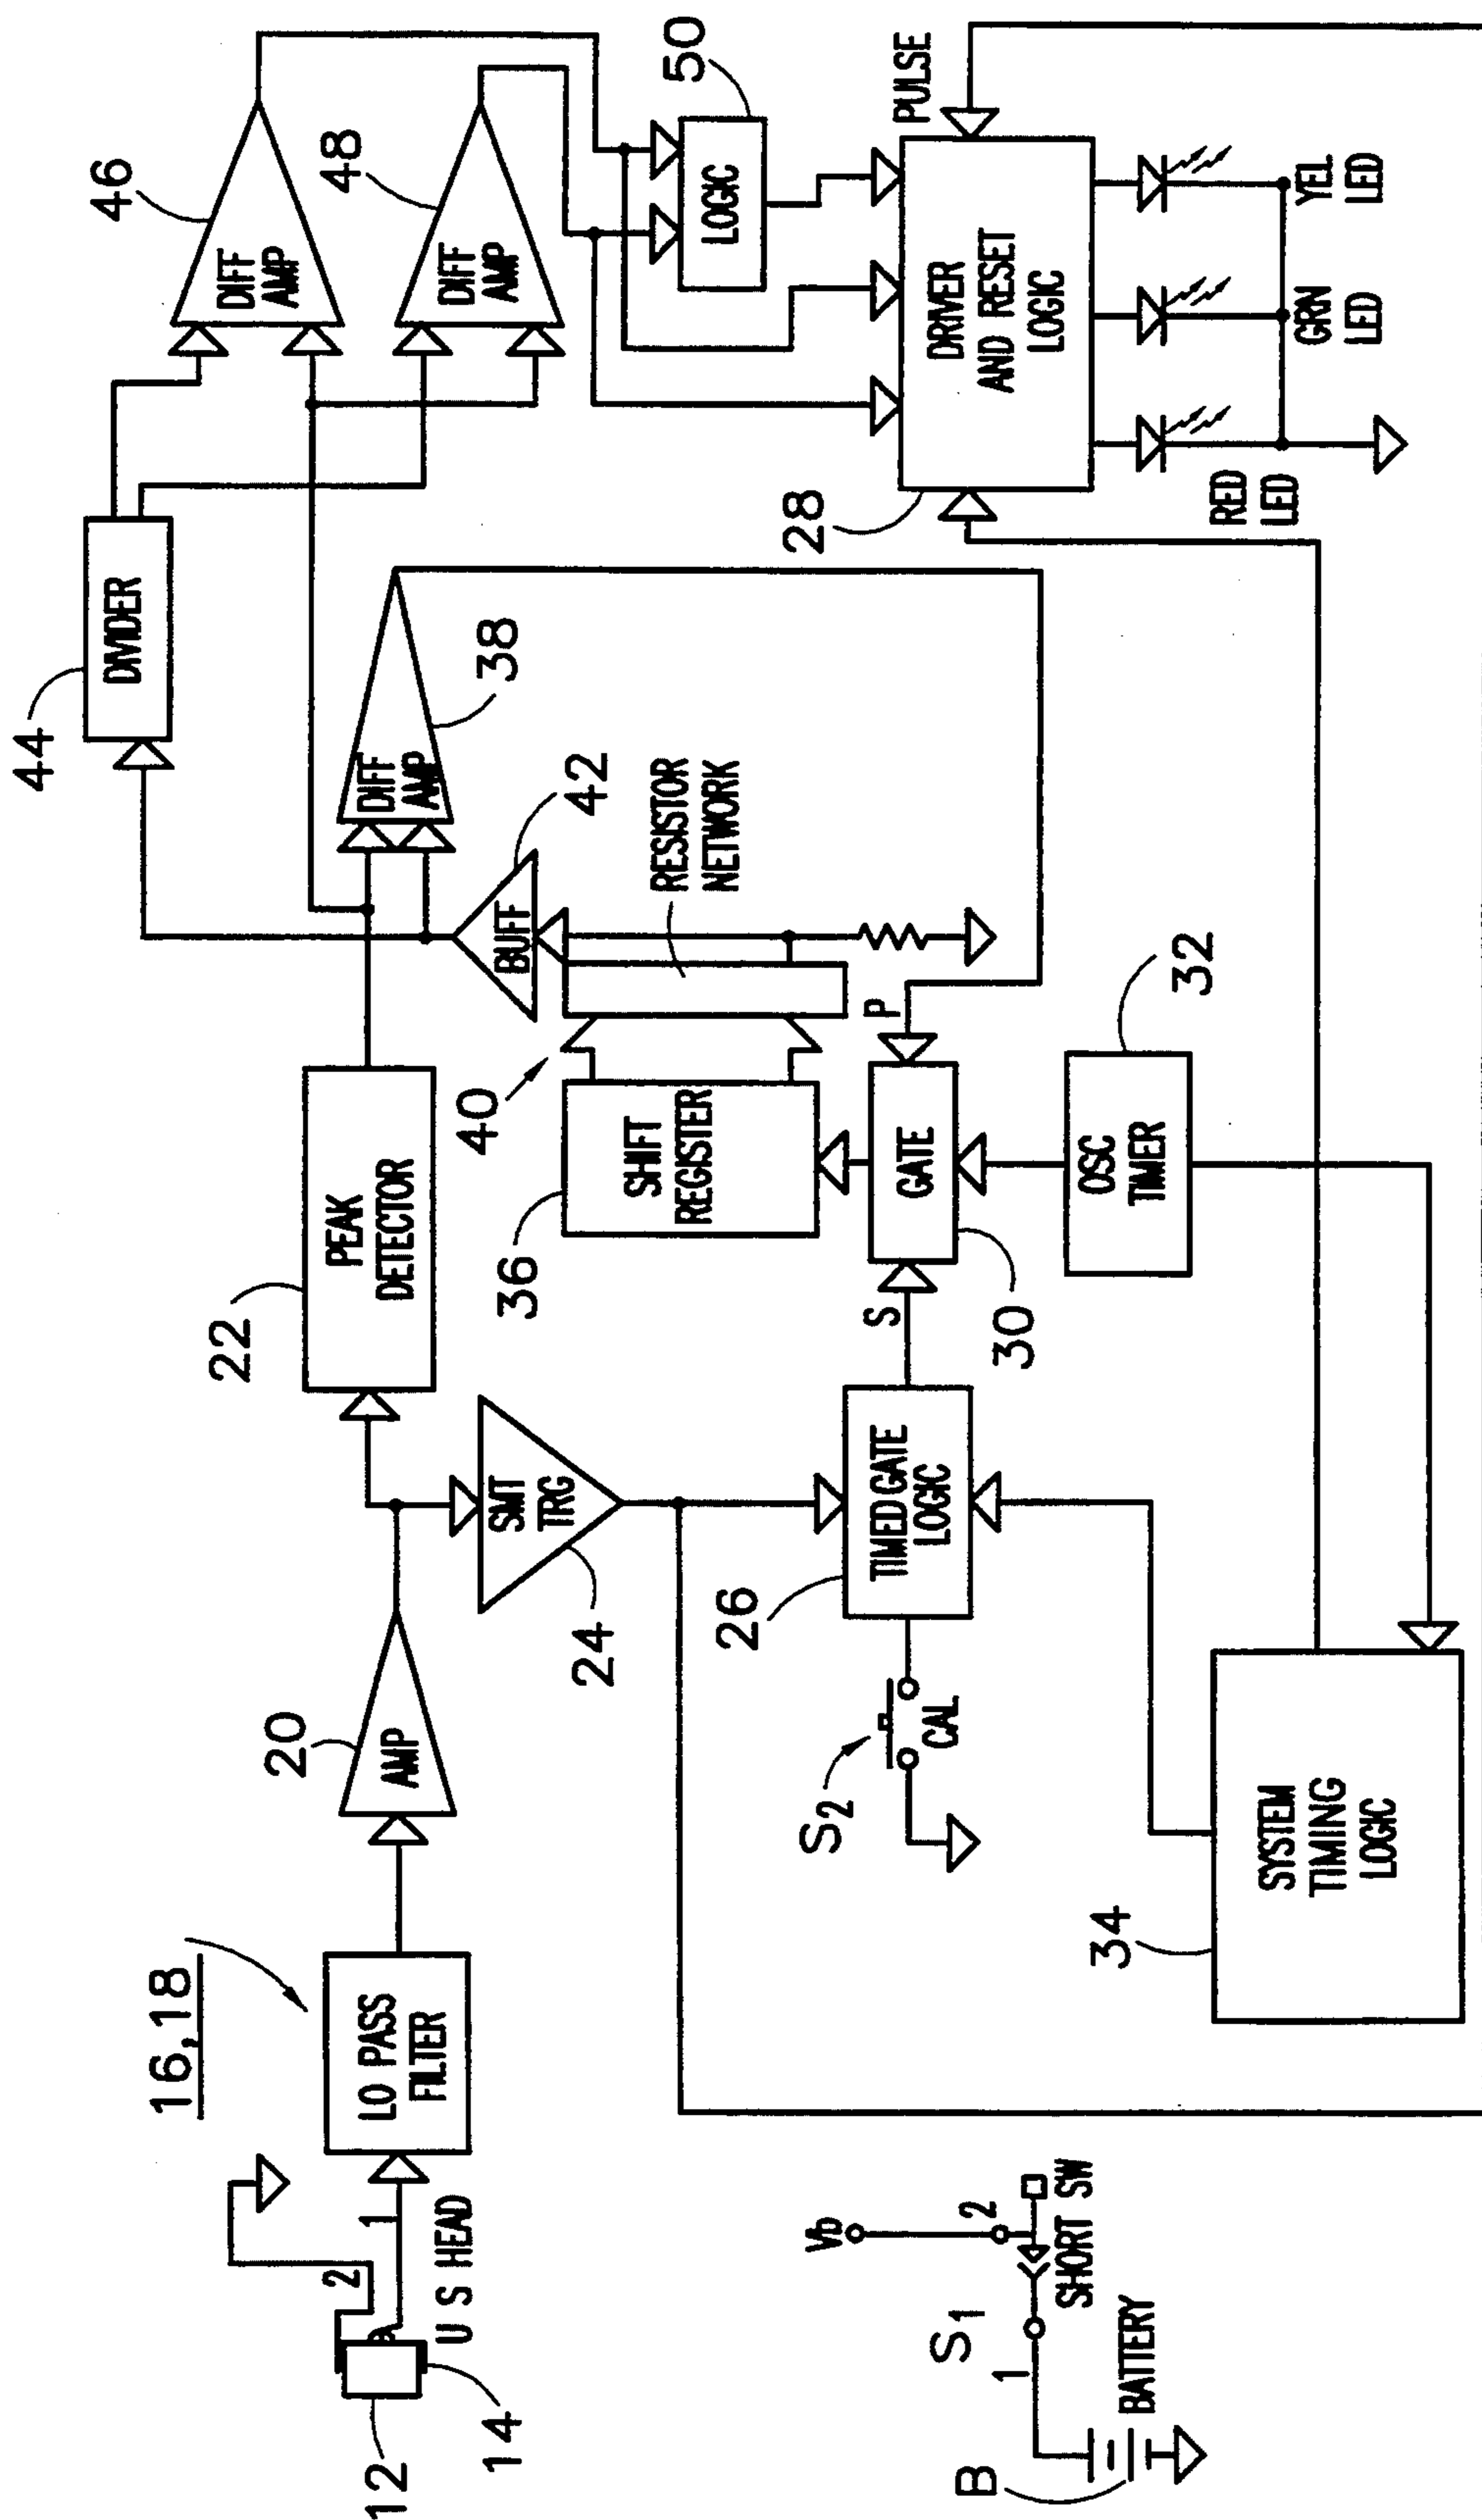 44
DIVIDER
46
DIFF
AMP
48
DIFF
AMP
50
LOGIC
PULSE
DRIVER
AND RESET
LOGIC
28
RED
LED
GRN
LED
YEL
LED
16,18
LO PASS
FILTER
20
AMP
22
PEAK
DETECTOR
DIFF
AMP
38
BUFF
42
RESISTOR
NETWORK
40
36
SHIFT
REGISTER
12
14
2
1
U S HEAD
SMT
TRG
24
26
TIMED GATE
LOGIC
S
GATE
P
30
OSC
TIMER
32
S2
CAL
34
SYSTEM
TIMING
LOGIC
VD
2
S1
1
SHORT SW
BATTERY
B